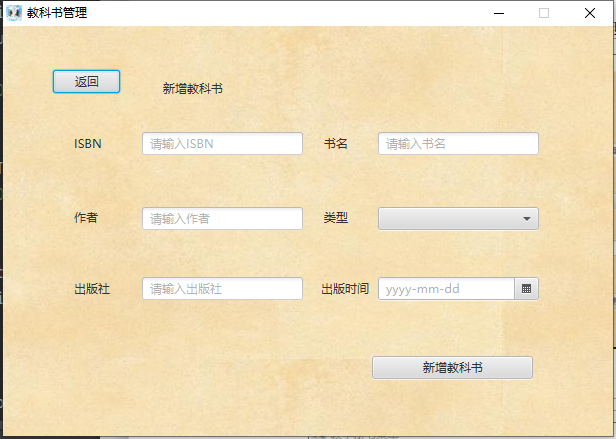 教科书管理
返回
新增教科书
ISBN 请输入ISBN 书名 请输入书名
作者 请输入作者 类型
出版社 请输入出版社 出版时间 yyyy-mm-dd
新增教科书